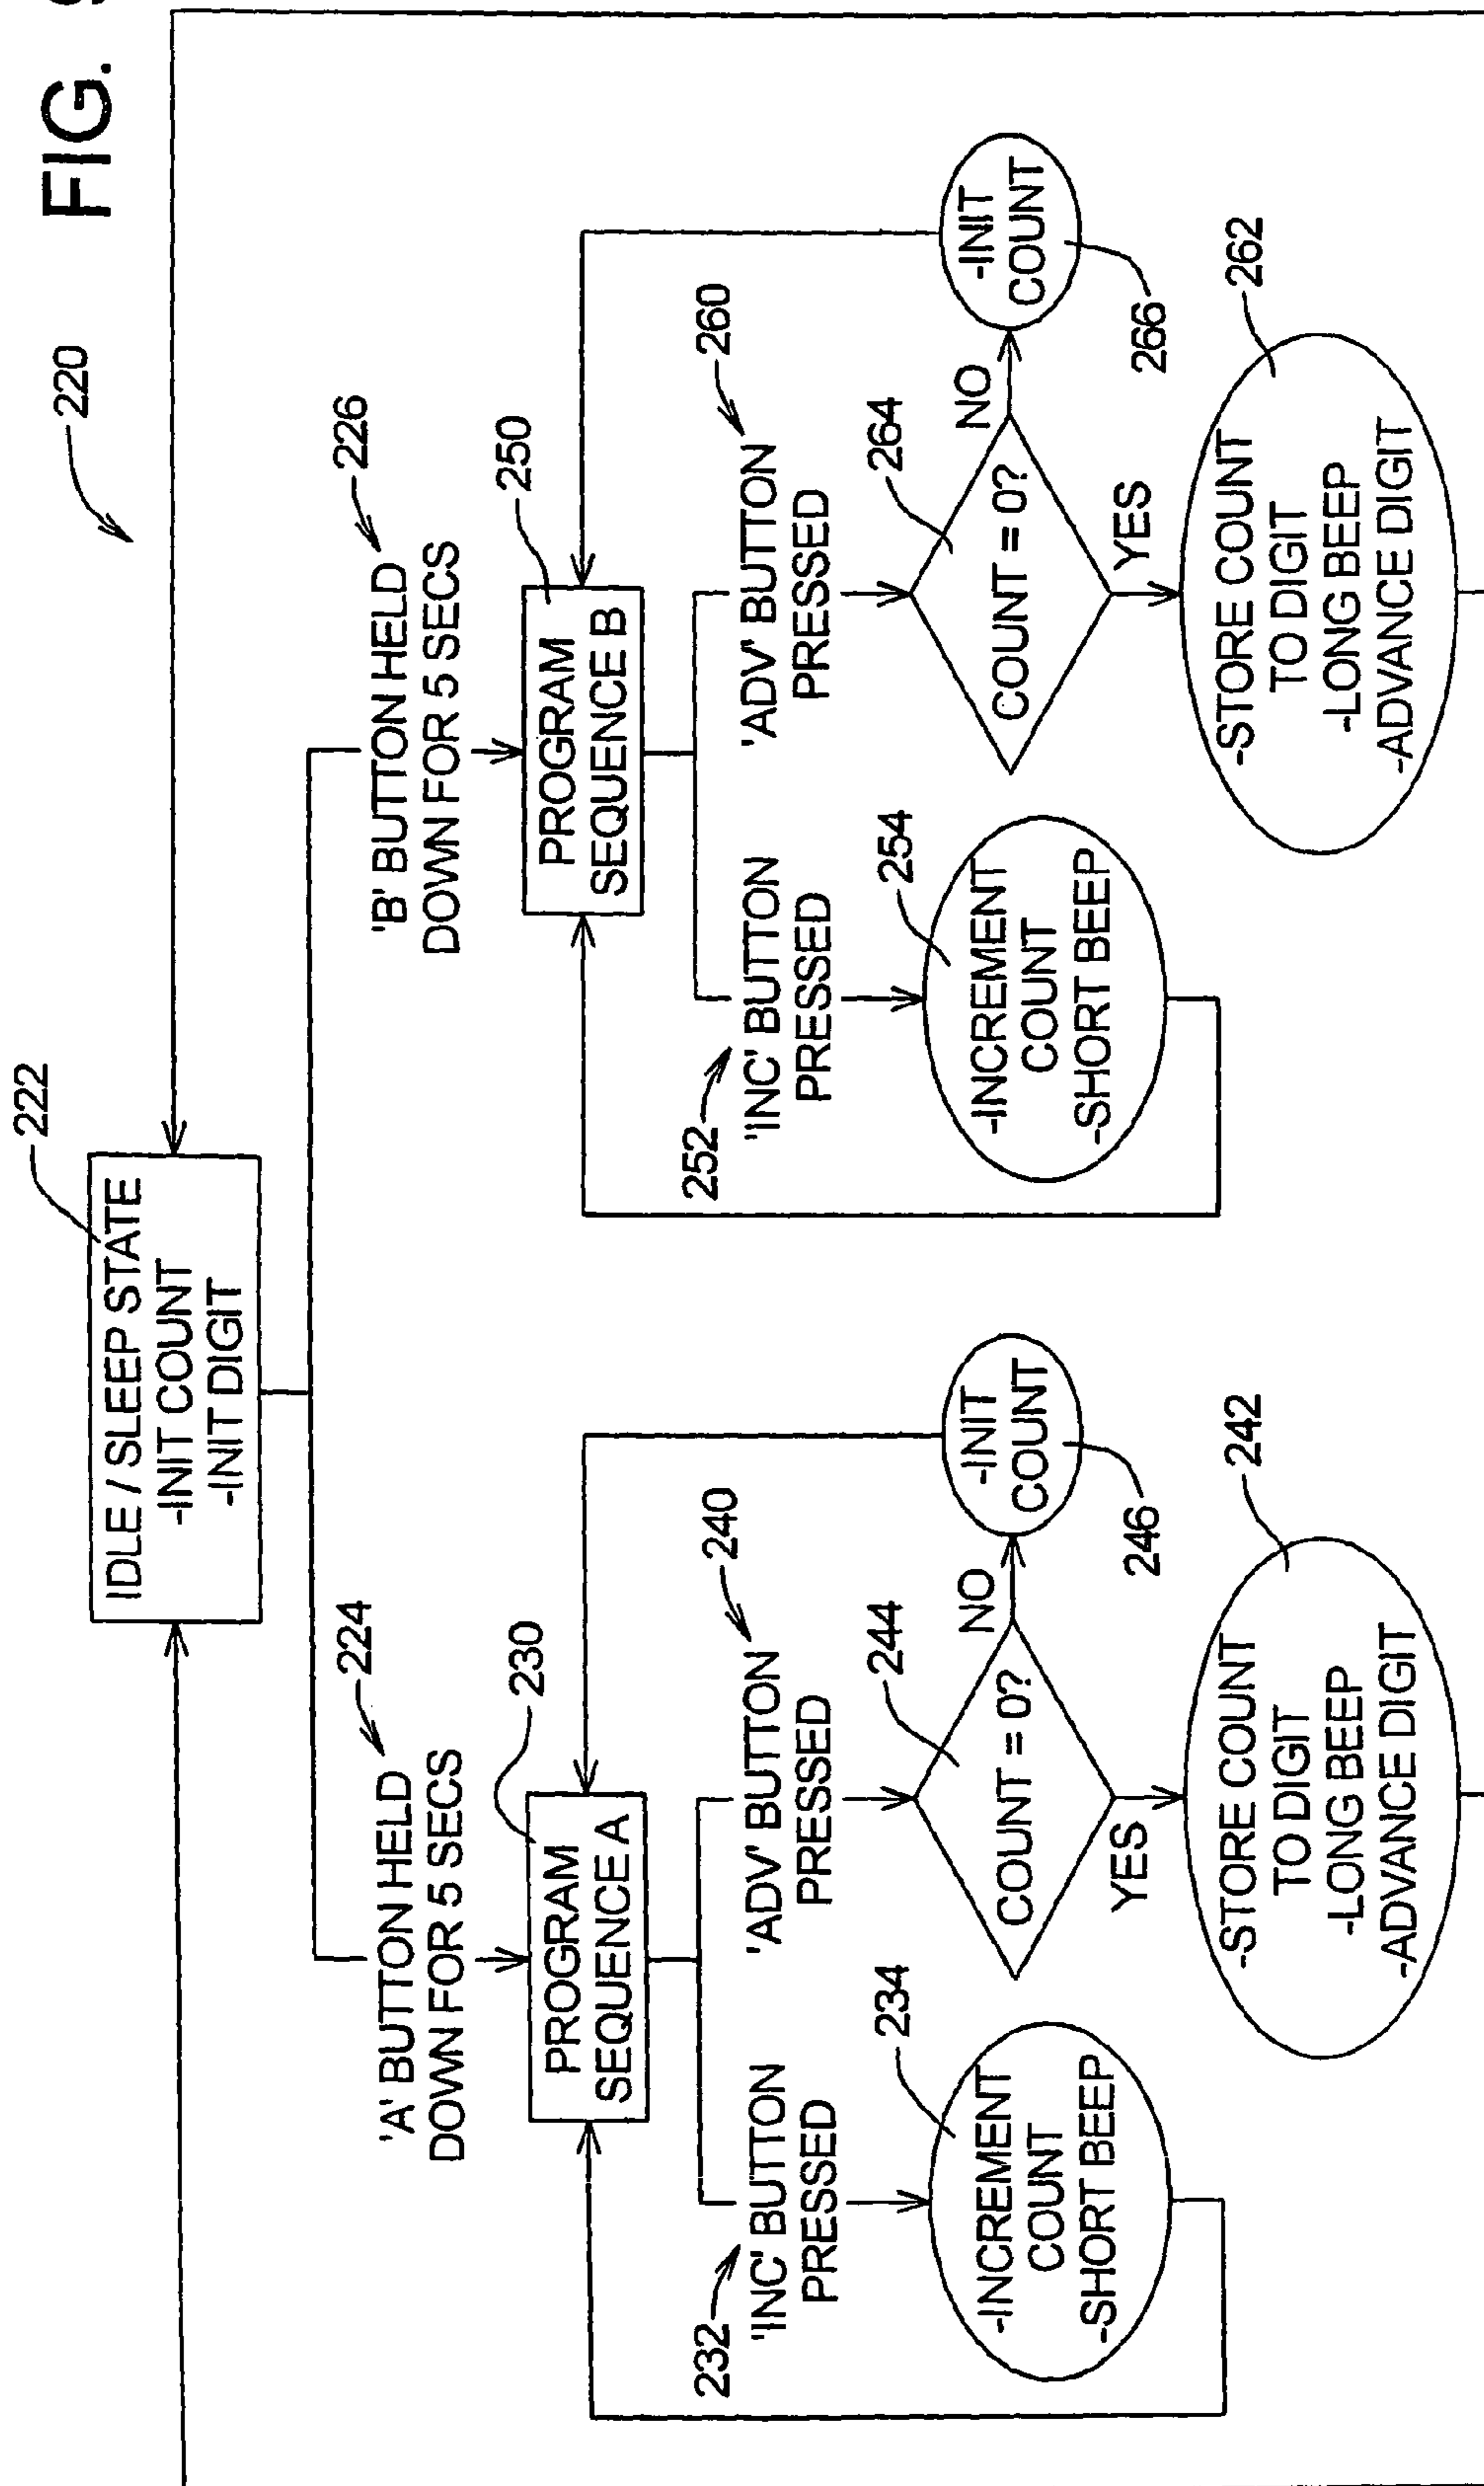 FIG.
220
222
IDLE / SLEEP STATE
-INIT COUNT
-INIT DIGIT
224
'A' BUTTON HELD
DOWN FOR 5 SECS
230
PROGRAM
SEQUENCE A
232
'INC' BUTTON
PRESSED
234
-INCREMENT
COUNT
-SHORT BEEP
240
'ADV' BUTTON
PRESSED
244
COUNT = 0?
NO
YES
-INIT
COUNT
246
242
-STORE COUNT
TO DIGIT
-LONG BEEP
-ADVANCE DIGIT
226
'B' BUTTON HELD
DOWN FOR 5 SECS
250
PROGRAM
SEQUENCE B
252
'INC' BUTTON
PRESSED
254
-INCREMENT
COUNT
-SHORT BEEP
260
'ADV' BUTTON
PRESSED
264
COUNT = 0?
NO
YES
-INIT
COUNT
266
262
-STORE COUNT
TO DIGIT
-LONG BEEP
-ADVANCE DIGIT